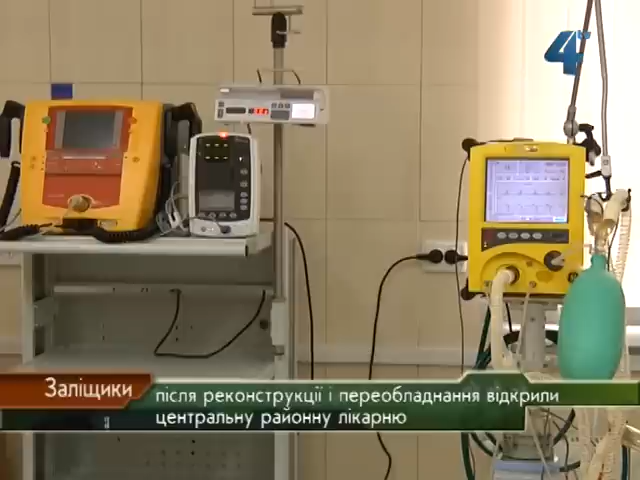 4
Заліщики
після реконструкції і переобладнання відкрили
центральну районну лікарню